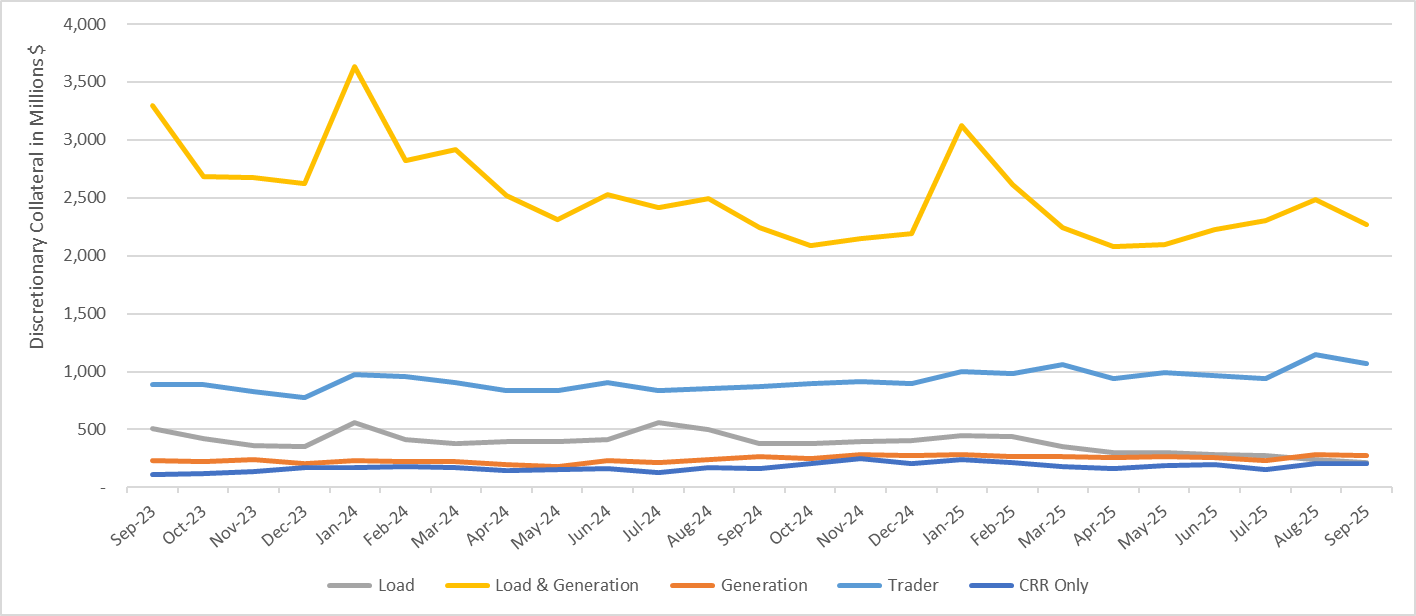 Discretionary Collateral in Millions $
4,000
3,500
3,000
2,500
2,000
1,500
1,000
500
-
Sep-23
Oct-23
Nov-23
Dec-23
Jan-24
Feb-24
Mar-24
Apr-24
May-24
Jun-24
Jul-24
Aug-24
Sep-24
Oct-24
Nov-24
Dec-24
Jan-25
Feb-25
Mar-25
Apr-25
May-25
Jun-25
Jul-25
Aug-25
Sep-25
Load
Load & Generation
Generation
Trader
CRR Only